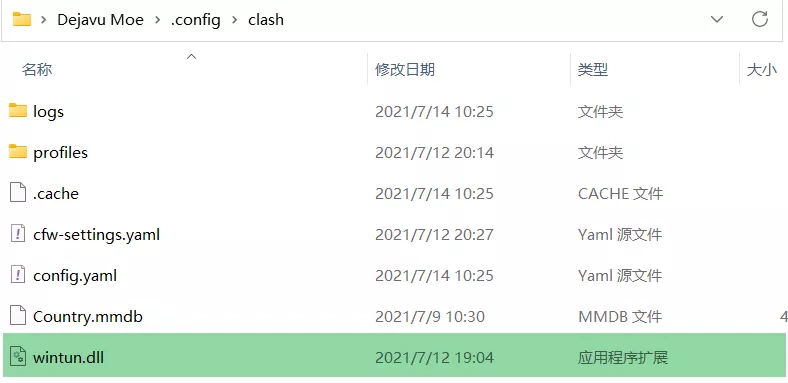 Dejavu Moe > .config > clash
名称 修改日期 类型 大小
logs 2021/7/14 10:25 文件夹
profiles 2021/7/12 20:14 文件夹
.cache 2021/7/14 10:25 CACHE 文件
cfw-settings.yaml 2021/7/12 20:27 Yaml 源文件
config.yaml 2021/7/14 10:25 Yaml 源文件
Country.mmdb 2021/7/9 10:30 MMDB 文件 4
wintun.dll 2021/7/12 19:04 应用程序扩展